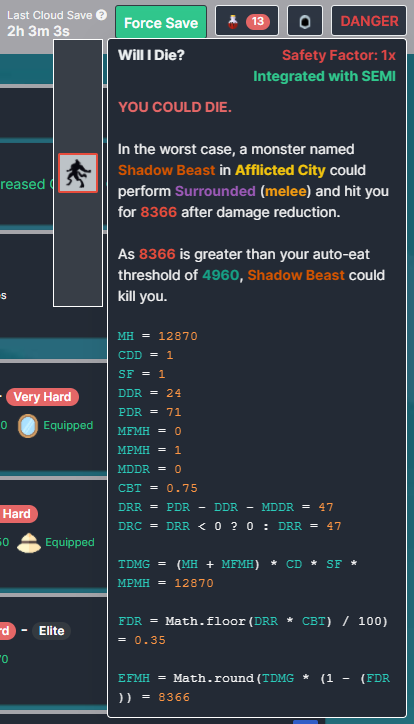 Last Cloud Save ?
2h 3m 3s
Force Save
13
DANGER
Will I Die?
Safety Factor: 1x
Integrated with SEMI
YOU COULD DIE.
In the worst case, a monster named
Shadow Beast in Afflicted City could
perform Surrounded (melee) and hit you
for 8366 after damage reduction.
As 8366 is greater than your auto-eat
threshold of 4960, Shadow Beast could
kill you.
MH = 12870
CDD = 1
SF = 1
DDR = 24
PDR = 71
MFMH = 0
MPMH = 1
MDDR = 0
CBT = 0.75
DRR = PDR - DDR - MDDR = 47
DRC = DRR < 0 ? 0 : DRR = 47
TDMG = (MH + MFMH) * CD * SF *
MPMH = 12870
FDR = Math.floor(DRR * CBT) / 100)
= 0.35
EFMH = Math.round(TDMG * (1 - (FDR
)) = 8366
reased
s
- Very Hard
0 Equipped
Hard
50 Equipped
rd - Elite
0